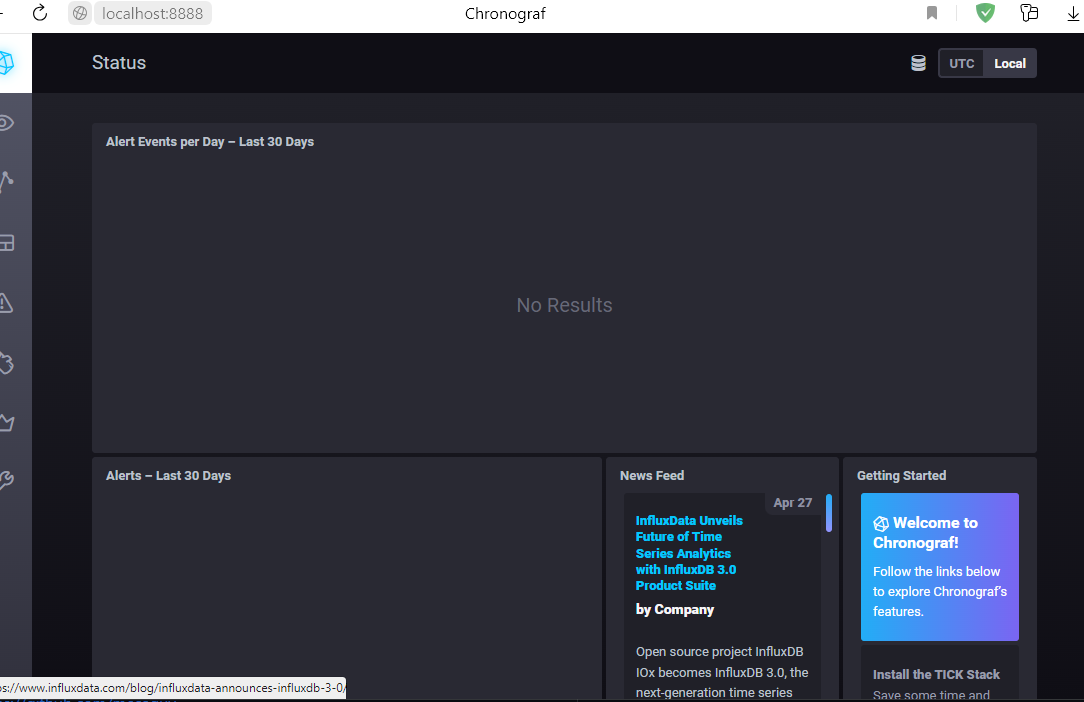 localhost:8888
Chronograf
Status
UTC
Local
Alert Events per Day – Last 30 Days
No Results
Alerts – Last 30 Days
News Feed
Apr 27
InfluxData Unveils
Future of Time
Series Analytics
with InfluxDB 3.0
Product Suite
by Company
Open source project InfluxDB
IOx becomes InfluxDB 3.0, the
next-generation time series
Getting Started
Welcome to
Chronograf!
Follow the links below
to explore Chronograf's
features.
Install the TICK Stack
Save some time and
ps://www.influxdata.com/blog/influxdata-announces-influxdb-3-0/